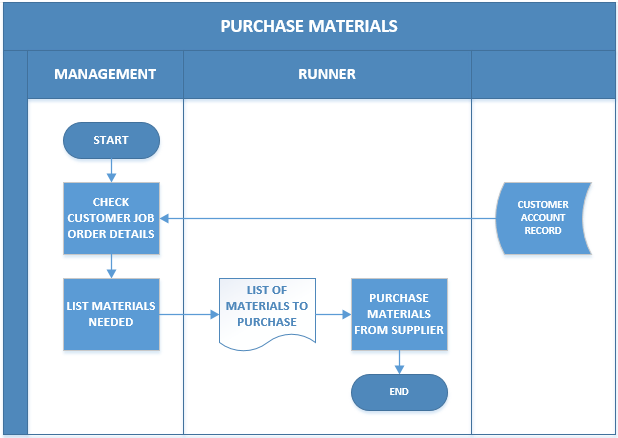 PURCHASE MATERIALS
MANAGEMENT
RUNNER
START
CHECK
CUSTOMER JOB
ORDER DETAILS
CUSTOMER
ACCOUNT
RECORD
LIST MATERIALS
NEEDED
LIST OF
MATERIALS TO
PURCHASE
PURCHASE
MATERIALS
FROM SUPPLIER
END